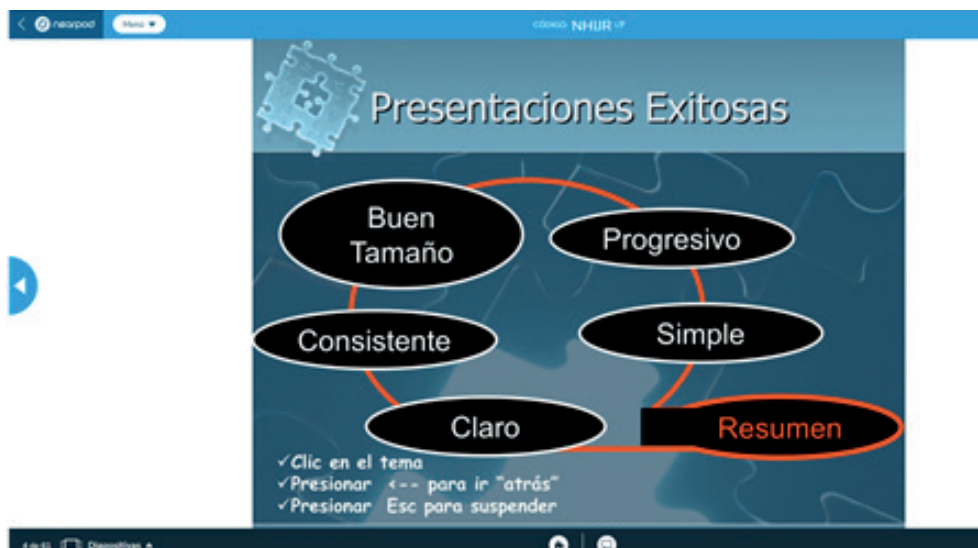 nearpod
Menú
CÓDIGO: NHIJR
Presentaciones Exitosas
Buen
Tamaño
Progresivo
Consistente
Simple
Claro
Resumen
✓Clic en el tema
✓Presionar <-- para ir "atrás"
✓Presionar Esc para suspender
Diapositivas